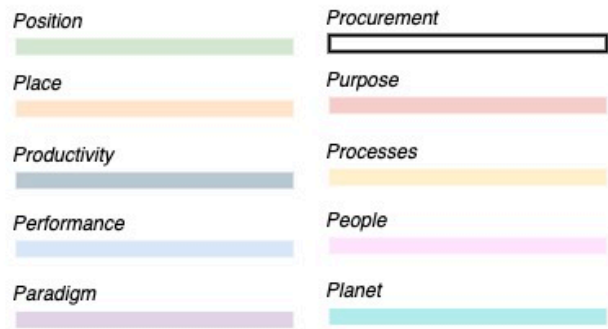 Position
Procurement
Place
Purpose
Productivity
Processes
Performance
People
Paradigm
Planet